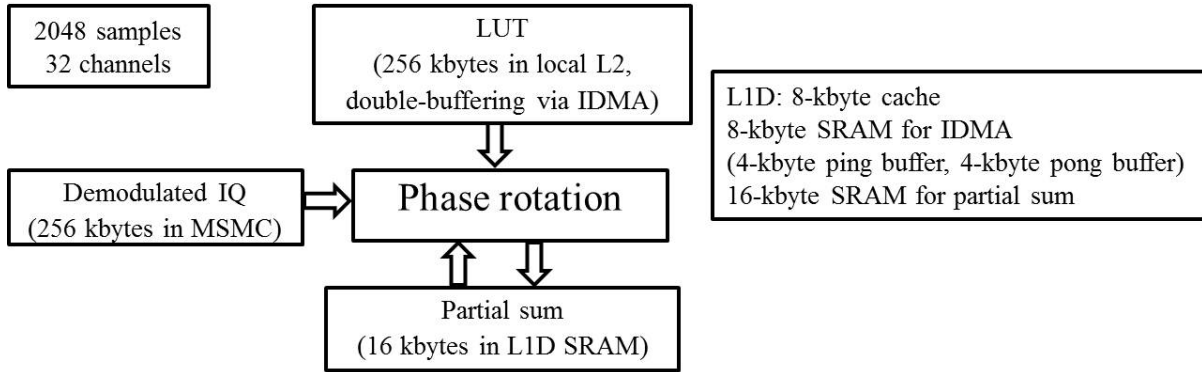 2048 samples
32 channels
LUT
(256 kbytes in local L2,
double-buffering via IDMA)
L1D: 8-kbyte cache
8-kbyte SRAM for IDMA
(4-kbyte ping buffer, 4-kbyte pong buffer)
16-kbyte SRAM for partial sum
Demodulated IQ
(256 kbytes in MSMC)
Phase rotation
Partial sum
(16 kbytes in L1D SRAM)